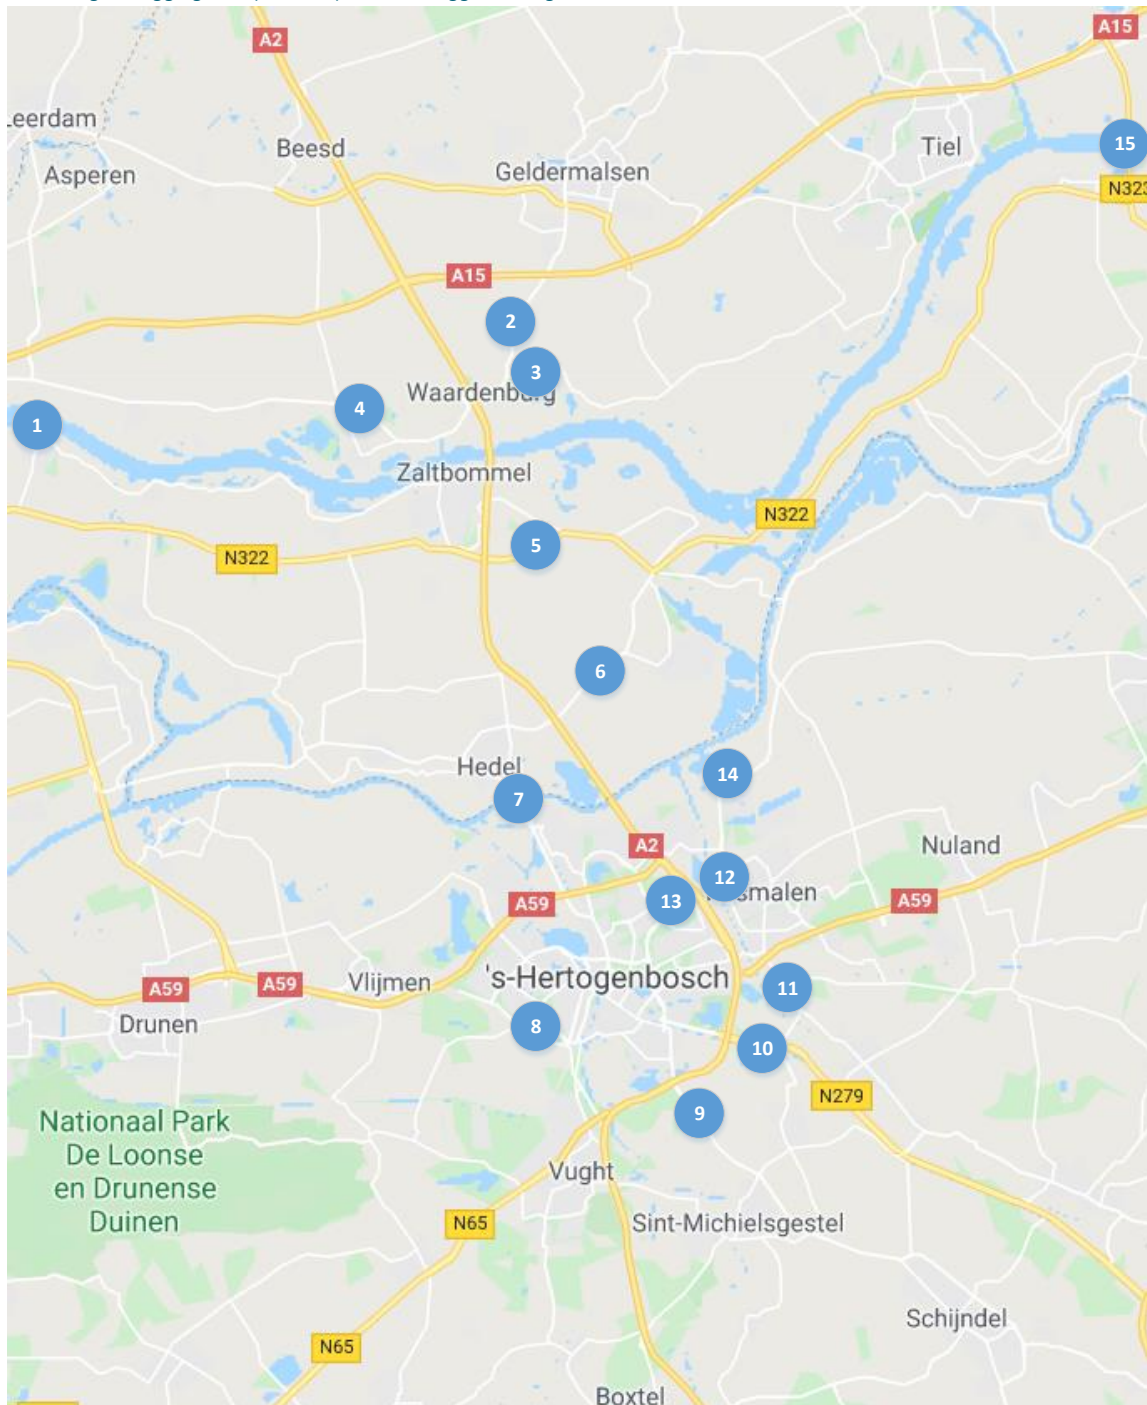 A2
A15
Leerdam
Beesd
Tiel
15
Asperen
Geldermalsen
N323
A15
2
3
Waardenburg
4
1
Zaltbommel
N322
5
N322
6
Hedel
14
7
A2
Nuland
12
13
A59
A59
's-Hertogenbosch
Vlijmen
A59
A59
11
Drunen
8
10
N279
9
Nationaal Park
De Loonse
en Drunense
Duinen
Vught
N65
Sint-Michielsgestel
Schijndel
N65
Boxtel